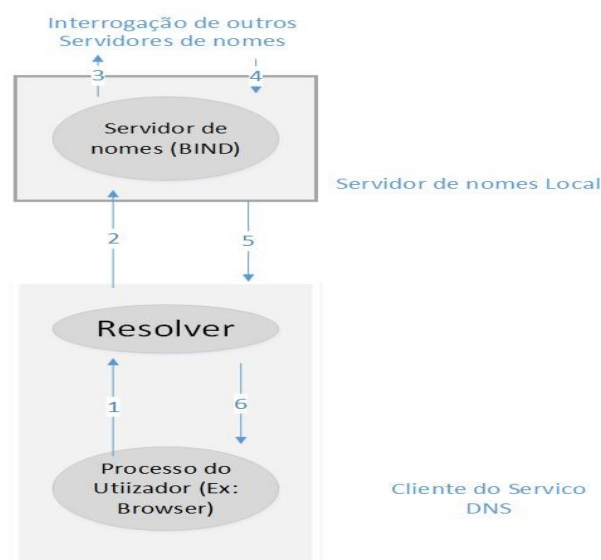 Interrogação de outros
Servidores de nomes
3
4
Servidor de
nomes (BIND)
Servidor de nomes Local
2
5
Resolver
1
6
Processo do
Utiizador (Ex:
Browser)
Cliente do Servico
DNS